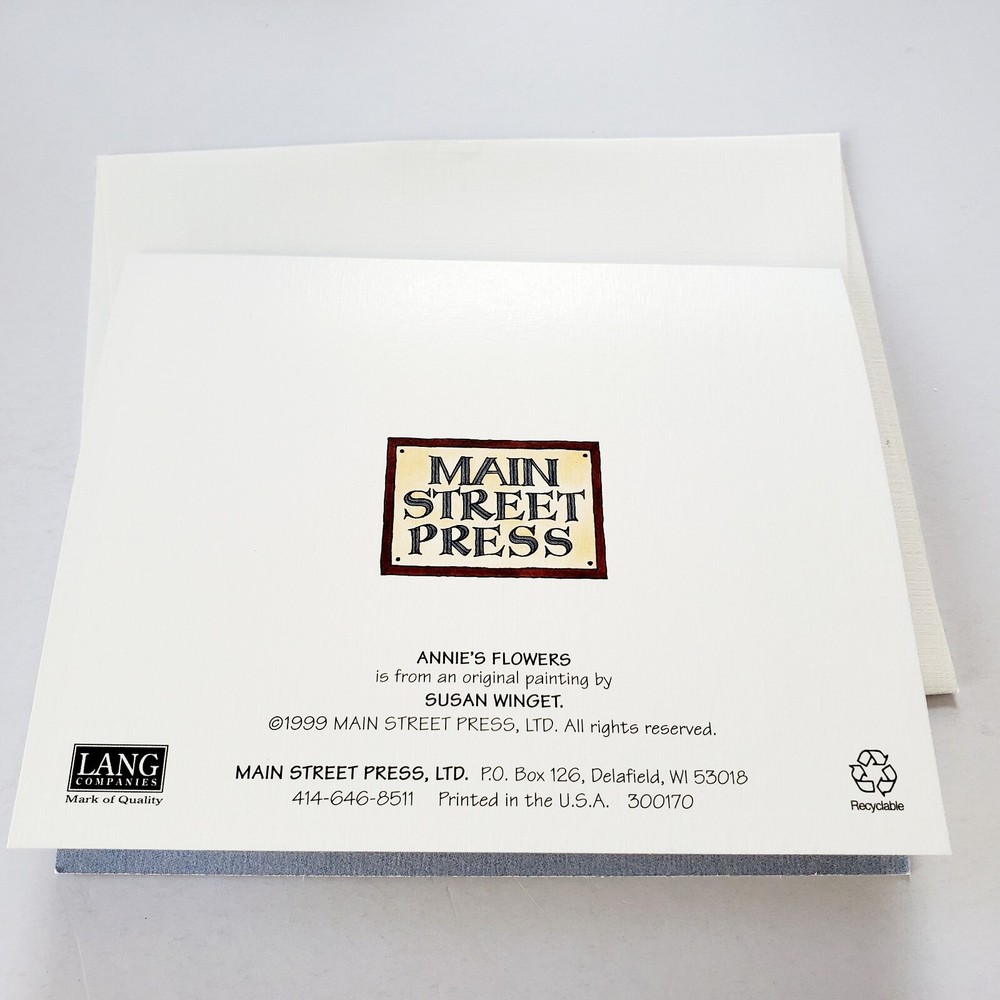 MAIN
STREET
PRESS
ANNIE'S FLOWERS
is from an original painting by
SUSAN WINGET.
©1999 MAIN STREET PRESS, LTD. All rights reserved.
LANG
COMPANIES
Mark of Quality
MAIN STREET PRESS, LTD. P.O. Box 126, Delafield, WI 53018
414-646-8511 Printed in the U.S.A. 300170
Recyclable